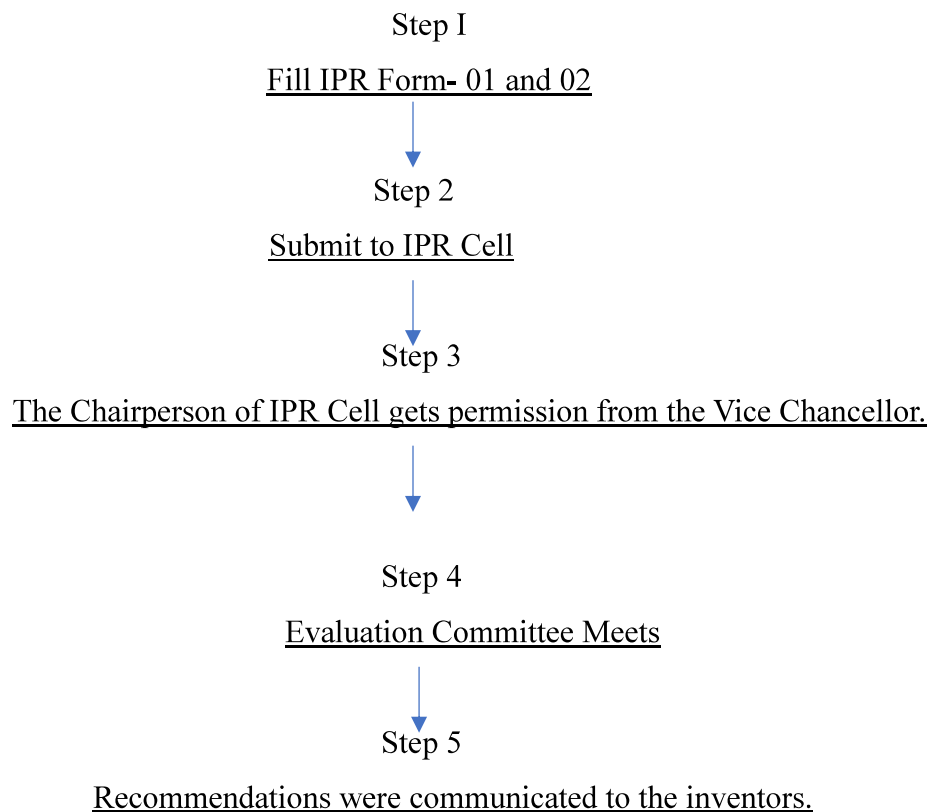 Step I
Fill IPR Form- 01 and 02
Step 2
Submit to IPR Cell
Step 3
The Chairperson of IPR Cell gets permission from the Vice Chancellor.
Step 4
Evaluation Committee Meets
Step 5
Recommendations were communicated to the inventors.